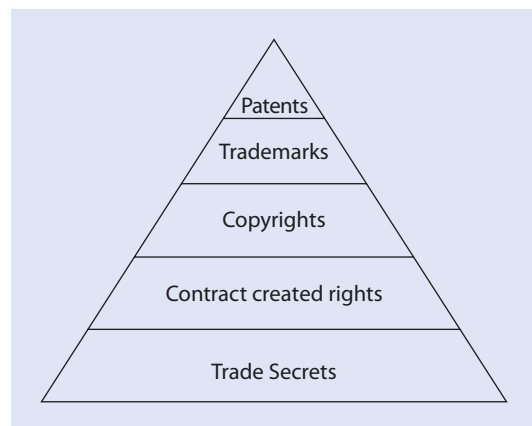 Patents
Trademarks
Copyrights
Contract created rights
Trade Secrets